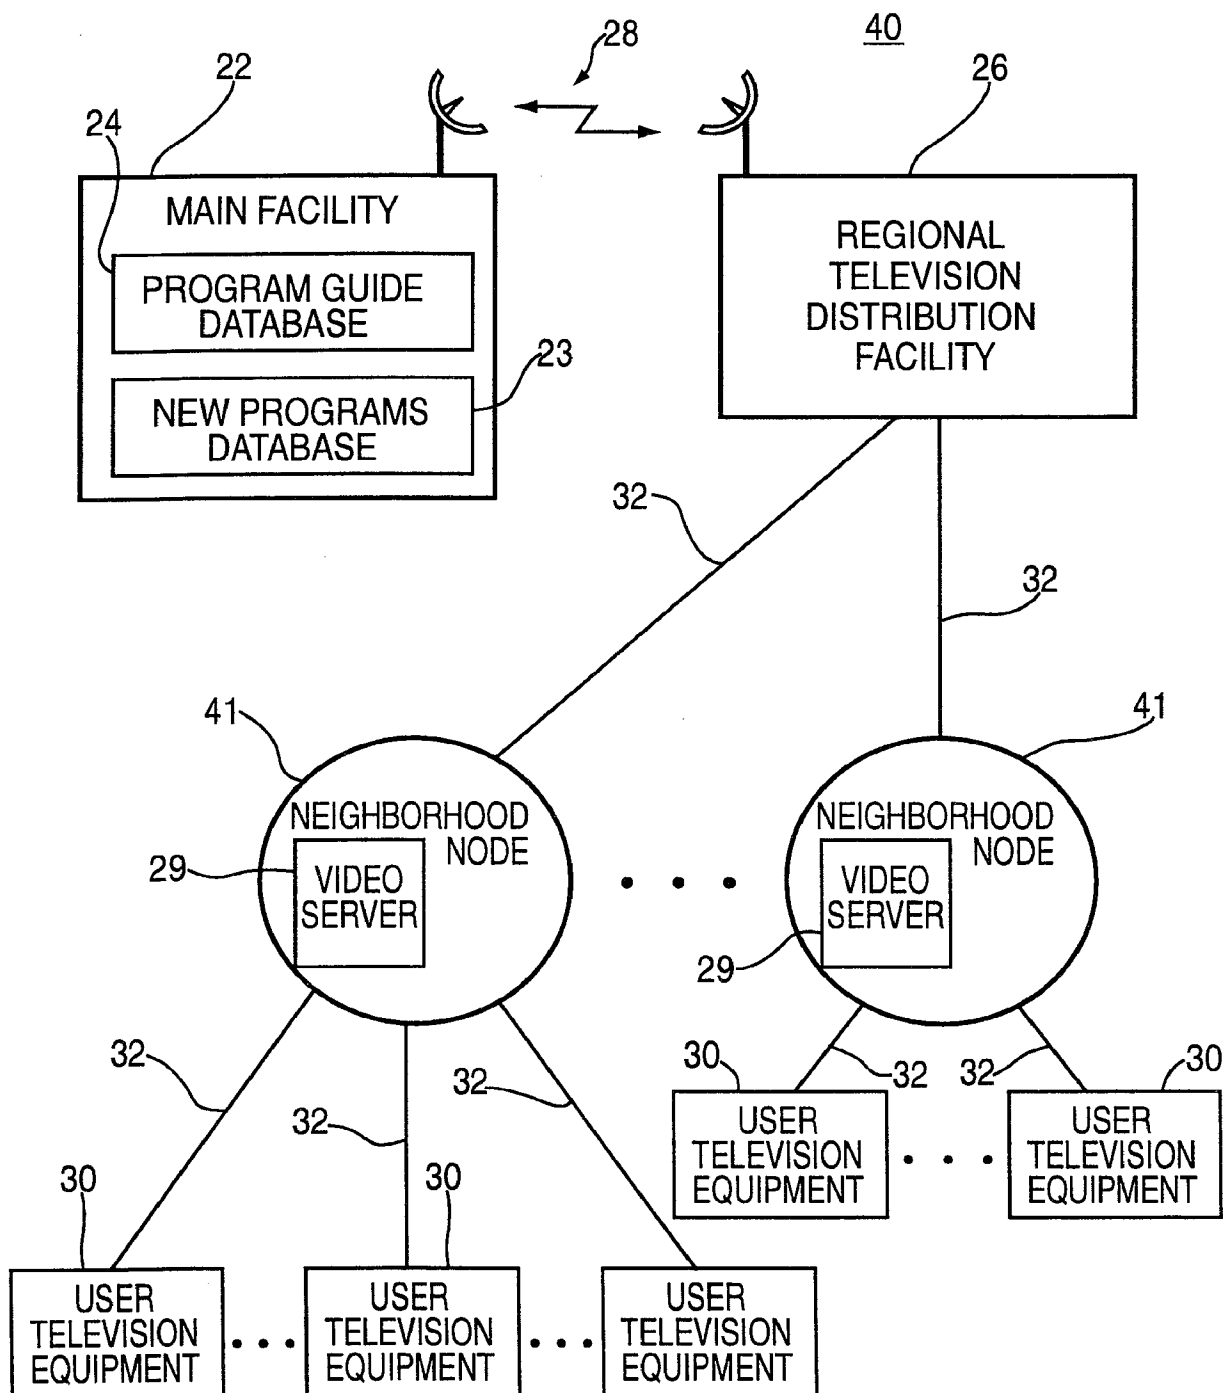 40
28
22
26
24
MAIN FACILITY
PROGRAM GUIDE
DATABASE
23
NEW PROGRAMS
DATABASE
REGIONAL
TELEVISION
DISTRIBUTION
FACILITY
32
32
41
41
NEIGHBORHOOD
NODE
29
VIDEO
SERVER
NEIGHBORHOOD
NODE
VIDEO
SERVER
29
32
32
32
30
32
32
30
USER
TELEVISION
EQUIPMENT
USER
TELEVISION
EQUIPMENT
30
30
USER
TELEVISION
EQUIPMENT
USER
TELEVISION
EQUIPMENT
USER
TELEVISION
EQUIPMENT